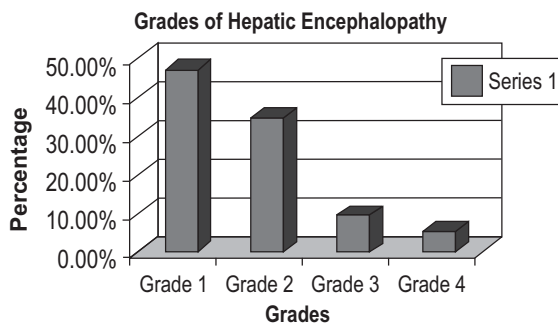 Grades of Hepatic Encephalopathy
Series 1
Percentage
50.00%
40.00%
30.00%
20.00%
10.00%
0.00%
Grade 1 Grade 2 Grade 3 Grade 4
Grades